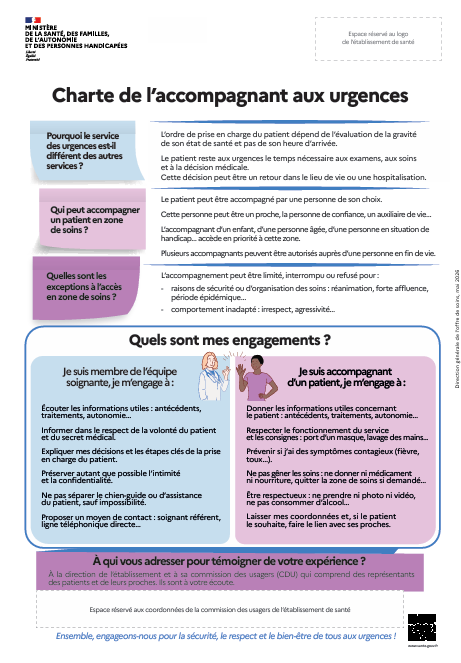 MINISTÈRE
DE LA SANTÉ, DES FAMILLES,
DE L'AUTONOMIE
ET DES PERSONNES HANDICAPÉES
Liberté
Égalité
Fraternité
Espace réservé au logo
de l'établissement de santé
Charte de l'accompagnant aux urgences
Pourquoi le service
des urgences est-il
différent des autres
services ?
L'ordre de prise en charge du patient dépend de l'évaluation de la gravité
de son état de santé et pas de son heure d'arrivée.
Le patient reste aux urgences le temps nécessaire aux examens, aux soins
et à la décision médicale.
Cette décision peut être un retour dans le lieu de vie ou une hospitalisation.
Qui peut accompagner
un patient en zone
de soins ?
Le patient peut être accompagné par une personne de son choix.
Cette personne peut être un proche, la personne de confiance, un auxiliaire de vie...
L'accompagnant d'un enfant, d'une personne âgée, d'une personne en situation de
handicap... accède en priorité à cette zone.
Plusieurs accompagnants peuvent être autorisés auprès d'une personne en fin de vie.
Quelles sont les
exceptions à l'accès
en zone de soins ?
L'accompagnement peut être limité, interrompu ou refusé pour :
- raisons de sécurité ou d'organisation des soins : réanimation, forte affluence,
période épidémique...
- comportement inadapté : irrespect, agressivité...
Direction générale de l'offre de soins, mai 2026
Quels sont mes engagements ?
Je suis membre de l'équipe
soignante, je m'engage à :
Écouter les informations utiles : antécédents,
traitements, autonomie...
Informer dans le respect de la volonté du patient
et du secret médical.
Expliquer mes décisions et les étapes clés de la prise
en charge du patient.
Préserver autant que possible l'intimité
et la confidentialité.
Ne pas séparer le chien-guide ou d'assistance
du patient, sauf impossibilité.
Proposer un moyen de contact : soignant référent,
ligne téléphonique directe...
Je suis accompagnant
d'un patient, je m'engage à :
Donner les informations utiles concernant
le patient : antécédents, traitements, autonomie...
Respecter le fonctionnement du service
et les consignes : port d'un masque, lavage des mains...
Prévenir si j'ai des symptômes contagieux (fièvre,
toux...).
Ne pas gêner les soins : ne donner ni médicament
ni nourriture, quitter la zone de soins si demandé...
Être respectueux : ne prendre ni photo ni vidéo,
ne pas consommer d'alcool...
Laisser mes coordonnées et, si le patient
le souhaite, faire le lien avec ses proches.
À qui vous adresser pour témoigner de votre expérience ?
À la direction de l'établissement et à sa commission des usagers (CDU) qui comprend des représentants
des patients et de leurs proches. Ils sont à votre écoute.
Espace réservé aux coordonnées de la commission des usagers de l'établissement de santé
Ensemble, engageons-nous pour la sécurité, le respect et le bien-être de tous aux urgences !
www.sante.gouv.fr